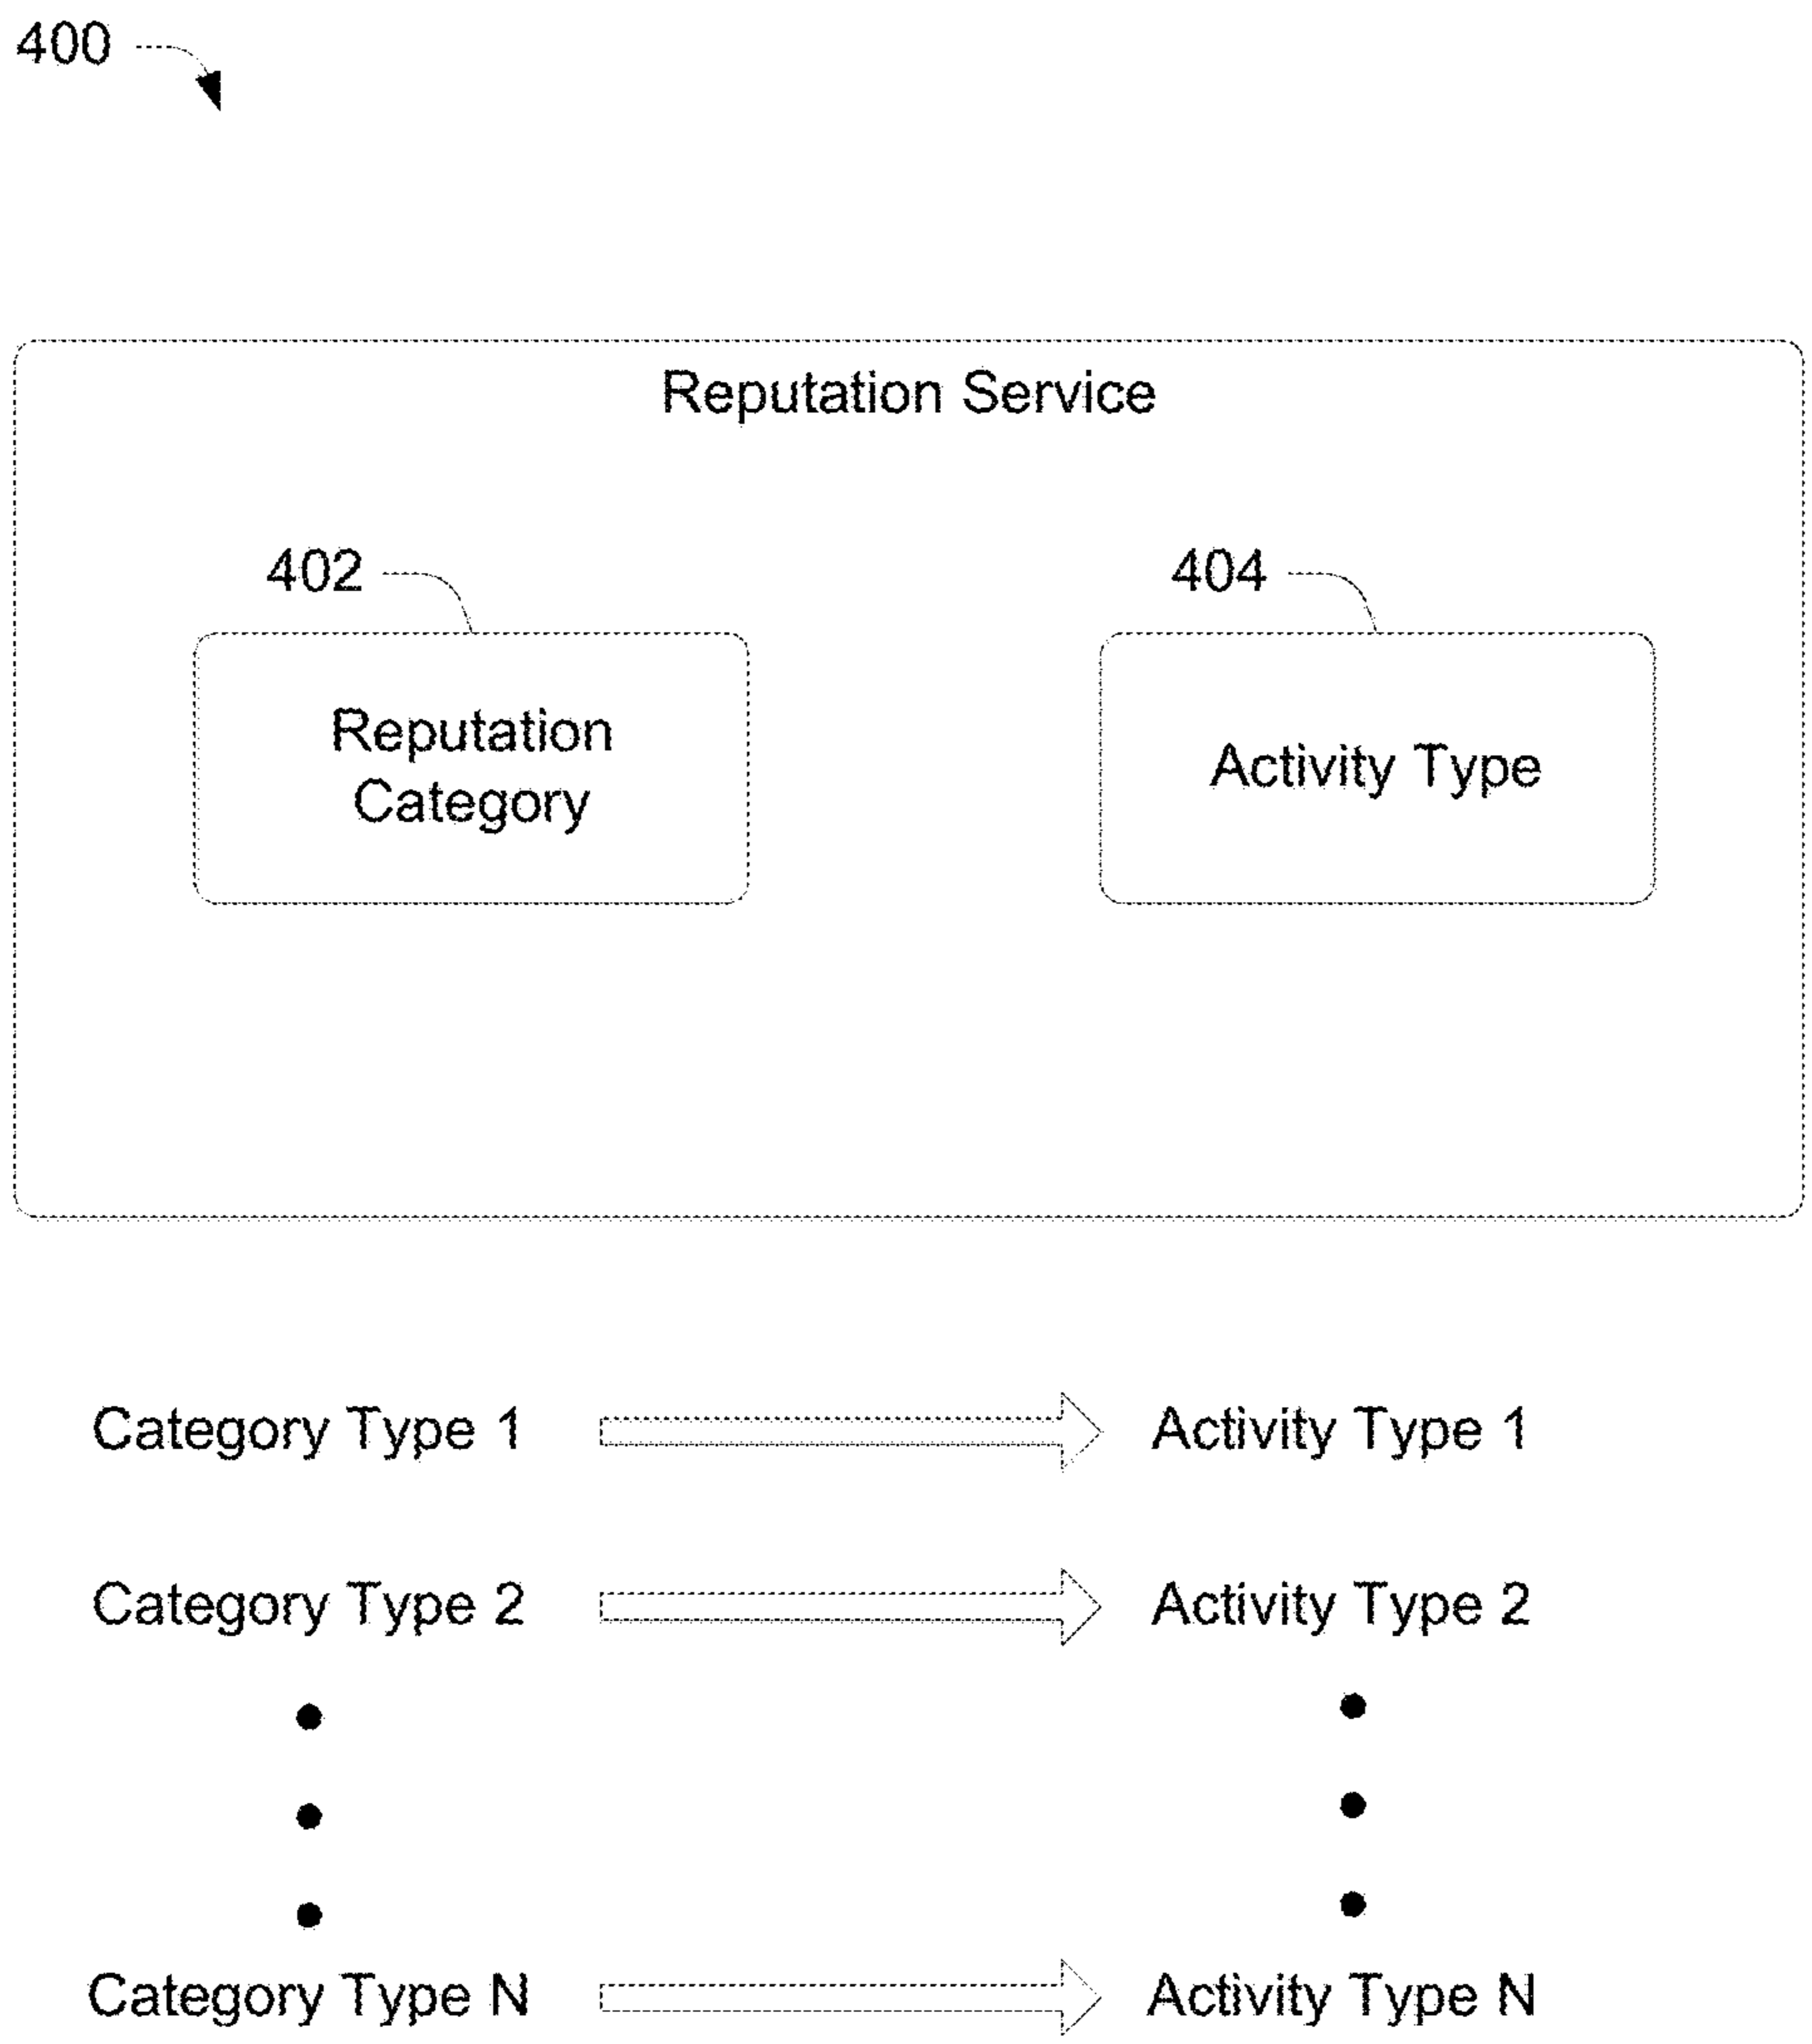 400
Reputation Service
402
404
Reputation
Category
Activity Type
Category Type 1
Activity Type 1
Category Type 2
Activity Type 2
Category Type N
Activity Type N